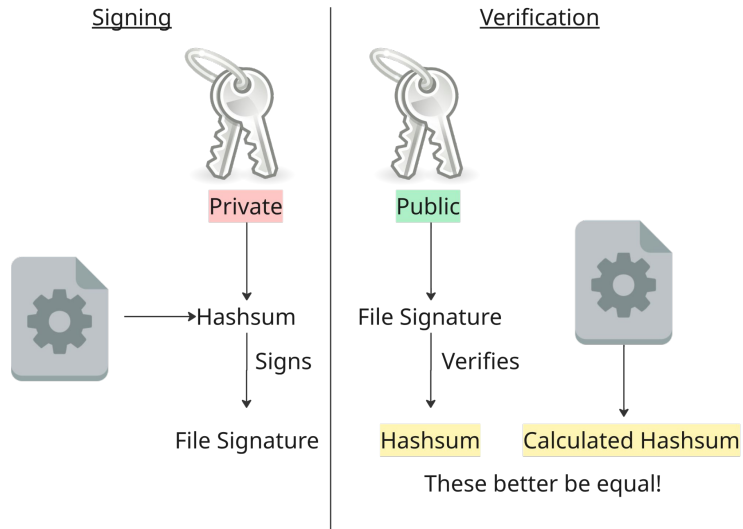 Signing
Verification
Private
Public
Hashsum
File Signature
Signs
Verifies
File Signature
Hashsum
Calculated Hashsum
These better be equal!